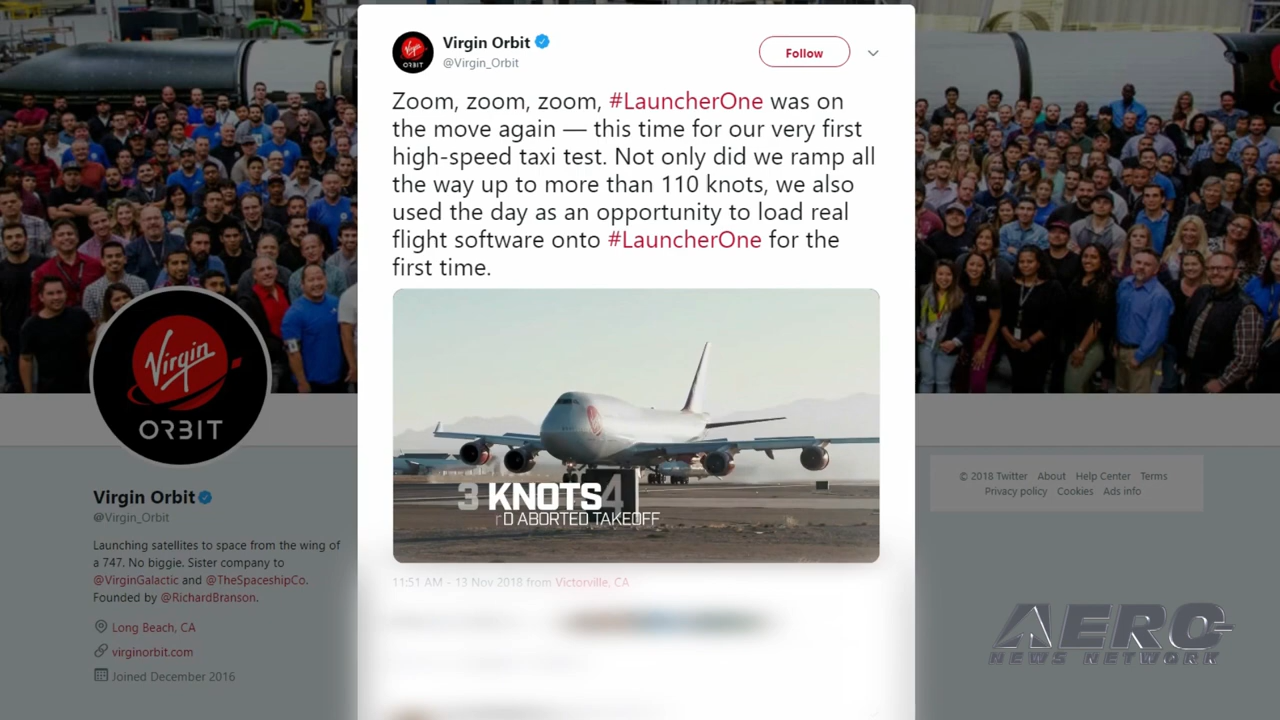 Virgin Orbit
@Virgin_Orbit
Follow
Zoom, zoom, zoom, #LauncherOne was on
the move again — this time for our very first
high-speed taxi test. Not only did we ramp all
the way up to more than 110 knots, we also
used the day as an opportunity to load real
flight software onto #LauncherOne for the
first time.
3 KNOTS 4
D ABORTED TAKEOFF
11:51 AM - 13 Nov 2018 from Victorville, CA
Virgin
ORBIT
Virgin
ORBIT
Virgin Orbit
@Virgin_Orbit
Launching satellites to space from the wing of
a 747. No biggie. Sister company to
@VirginGalactic and @TheSpaceshipCo.
Founded by @RichardBranson.
Long Beach, CA
virginorbit.com
Joined December 2016
© 2018 Twitter About Help Center Terms
Privacy policy Cookies Ads info
AERO
NEWS NETWORK